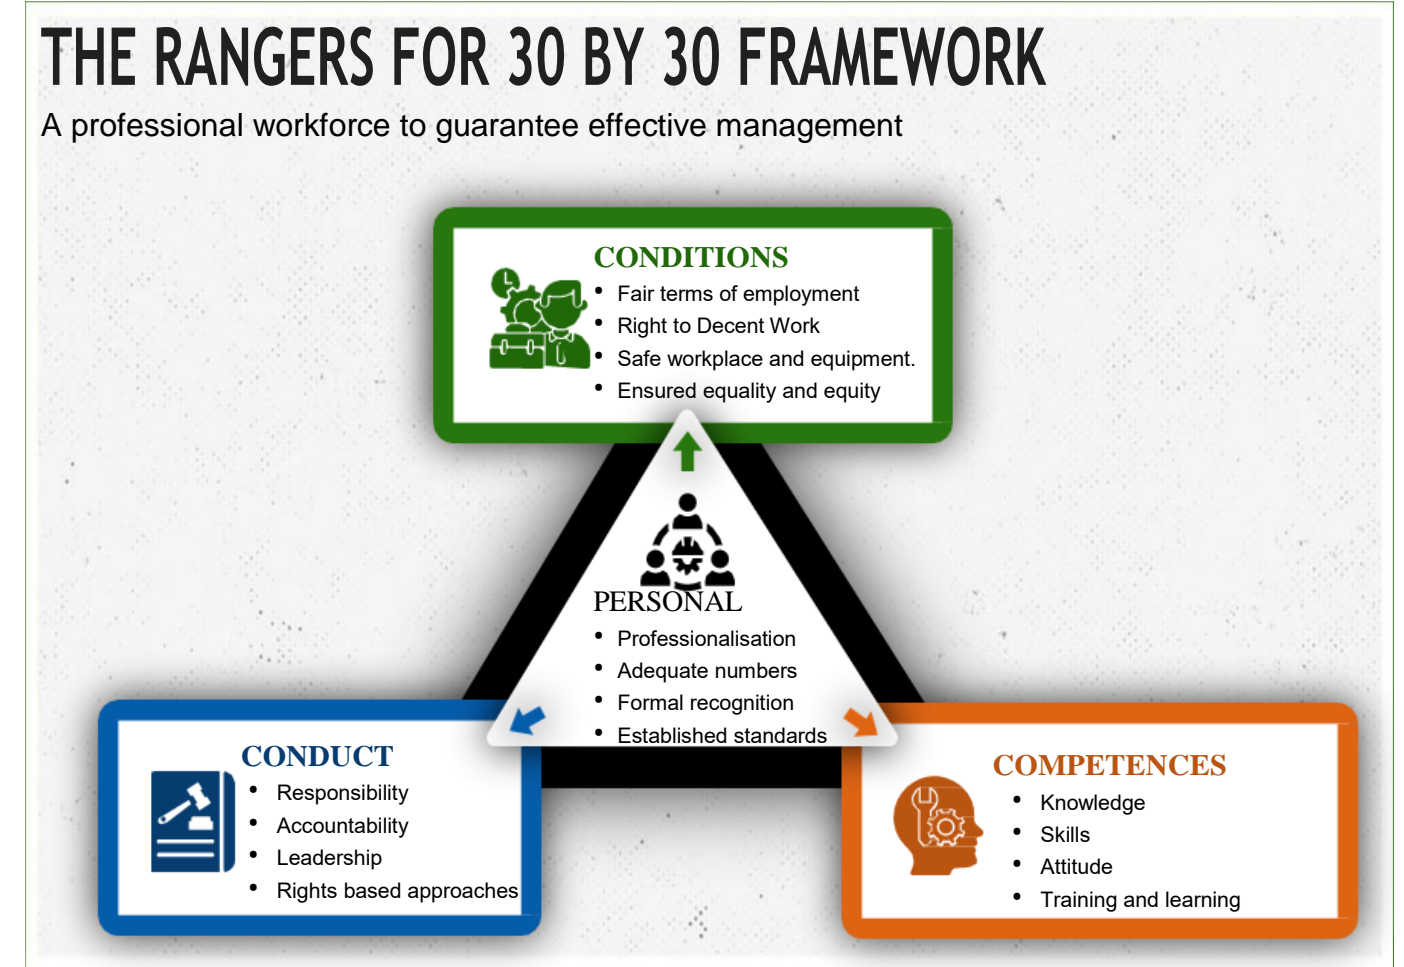 THE RANGERS FOR 30 BY 30 FRAMEWORK
A professional workforce to guarantee effective management
CONDITIONS
• Fair terms of employment
• Right to Decent Work
• Safe workplace and equipment.
• Ensured equality and equity
PERSONAL
• Professionalisation
• Adequate numbers
• Formal recognition
• Established standards
CONDUCT
• Responsibility
• Accountability
• Leadership
• Rights based approaches
COMPETENCES
• Knowledge
• Skills
• Attitude
• Training and learning